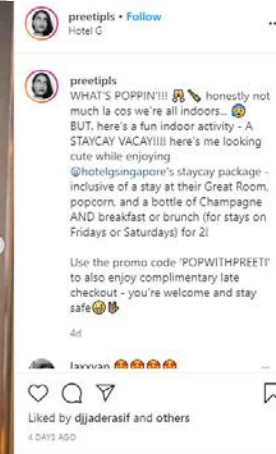 preetipls • Follow
Hotel G
preetipls
WHAT'S POPPIN'!!! 🙌🍾 honestly not
much la cos we're all indoors... 😰
BUT, here's a fun indoor activity - A
STAYCAY VACAY!!!! here's me looking
cute while enjoying
@hotelgsingapore's staycay package -
inclusive of a stay at their Great Room,
popcorn, and a bottle of Champagne
AND breakfast or brunch (for stays on
Fridays or Saturdays) for 2!
Use the promo code 'POPWITHPREETI'
to also enjoy complimentary late
checkout - you're welcome and stay
safe
4d
laxxvan
Liked by djjaderasif and others
4 DAYS AGO